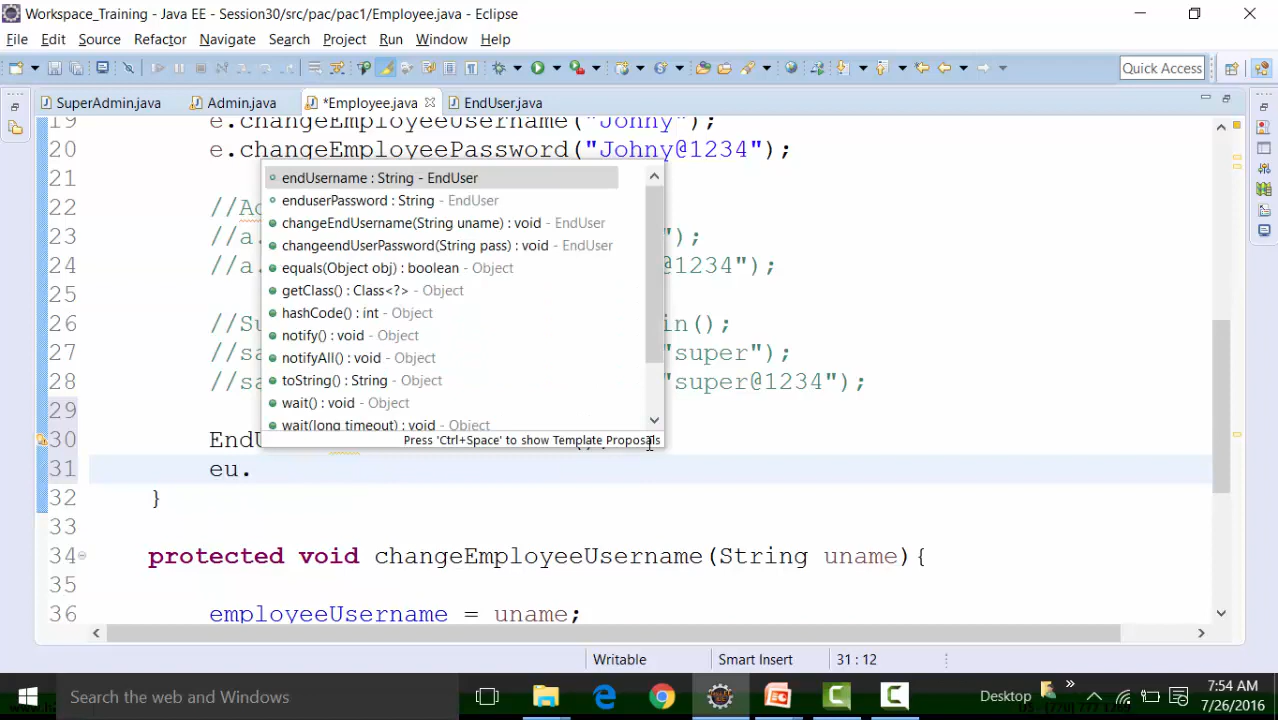 Workspace_Training - Java EE - Session30/src/pac/pac1/Employee.java - Eclipse
File Edit Source Refactor Navigate Search Project Run Window Help
Quick Access
SuperAdmin.java Admin.java *Employee.java EndUser.java
19 e.changeEmployeeUsername("Johny");
20 e.changeEmployeePassword("Johny@1234");
21
22 //Ad
23 //a. ");
24 //a. @1234");
25
26 //Su in();
27 //sa "super");
28 //sa "super@1234");
29
30 EndU ();
31 eu.
32 }
33
34 protected void changeEmployeeUsername(String uname){
35
36 employeeUsername = uname;
endUsername : String - EndUser
enduserPassword : String - EndUser
changeEndUsername(String uname) : void - EndUser
changeendUserPassword(String pass) : void - EndUser
equals(Object obj) : boolean - Object
getClass() : Class<?> - Object
hashCode() : int - Object
notify() : void - Object
notifyAll() : void - Object
toString() : String - Object
wait() : void - Object
wait(long timeout) : void - Object
Press 'Ctrl+Space' to show Template Proposals
Writable Smart Insert 31 : 12
Search the web and Windows
Desktop
7:54 AM
7/26/2016